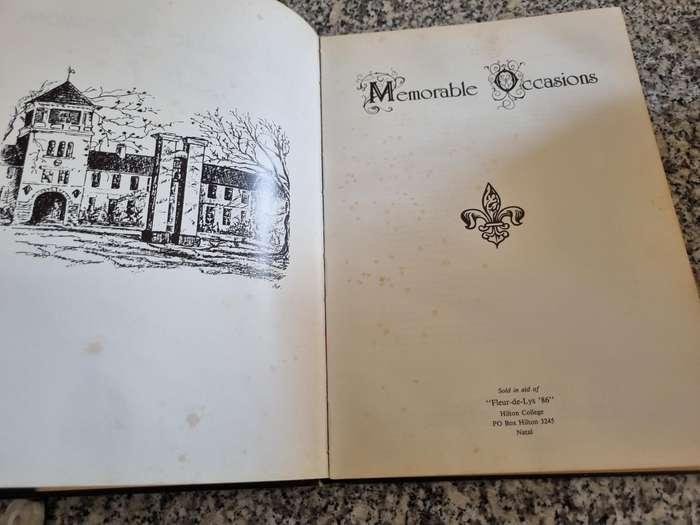 Memorable Occasions
Sold in aid of
"Fleur-de-Lys '86"
Hilton College
PO Box Hilton 3245
Natal